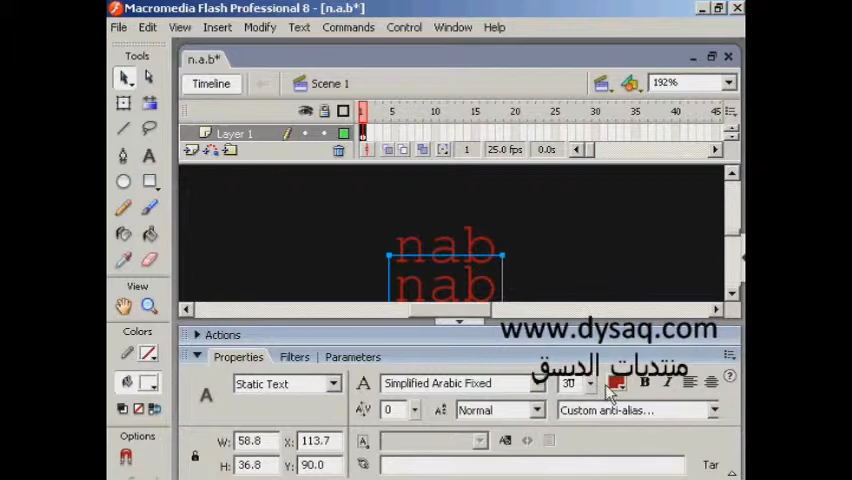 Macromedia Flash Professional 8 - [n.a.b*]
File Edit View Insert Modify Text Commands Control Window Help
Tools
n.a.b*
Timeline
Scene 1
192%
1 5 10 15 20 25 30 35 40 45
Layer 1
1 25.0 fps 0.0s
nab
nab
View
Colors
Options
Actions
www.dysaq.com
Properties Filters Parameters
منتديات الديسق
A Static Text A Simplified Arabic Fixed 30 B I
A|V 0 Normal Custom anti-alias...
W: 58.8 X: 113.7
H: 36.8 Y: 90.0
Tar